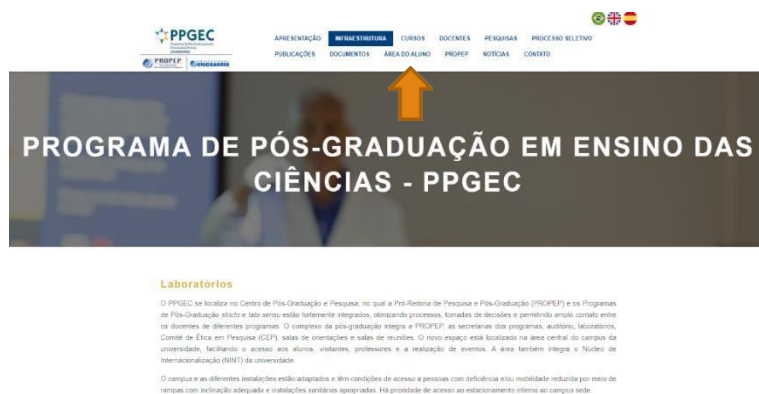 PPGEC
PROPEP
UNIGRANRIO
APRESENTAÇÃO INFRAESTRUTURA CURSOS DOCENTES PESQUISAS PROCESSO SELETIVO
PUBLICAÇÕES DOCUMENTOS ÁREA DO ALUNO PROPEP NOTÍCIAS CONTATO
PROGRAMA DE PÓS-GRADUAÇÃO EM ENSINO DAS
CIÊNCIAS - PPGEC
Laboratórios
O PPGEC se localiza no Centro de Pós-Graduação e Pesquisa, no qual a Pró-Reitoria de Pesquisa e Pós-Graduação (PROPEP) e os Programas
de Pós-Graduação stricto e lato sensu estão fortemente integrados, otimizando processos, tomadas de decisões e permitindo amplo contato entre
os docentes de diferentes programas. O complexo da pós-graduação integra a PROPEP, as secretarias dos programas, auditório, laboratórios,
Comitê de Ética em Pesquisa (CEP), salas de orientações e salas de reuniões. O novo espaço está localizado na área central do campus da
universidade, facilitando o acesso aos alunos, visitantes, professores e a realização de eventos. A área também integra o Núcleo de
Internacionalização (NINT) da universidade.
O campus e as diferentes instalações estão adaptados e têm condições de acesso a pessoas com deficiência e/ou mobilidade reduzida por meio de
rampas com inclinação adequada e instalações sanitárias apropriadas. Há prioridade de acesso ao estacionamento interno ao campus sede.